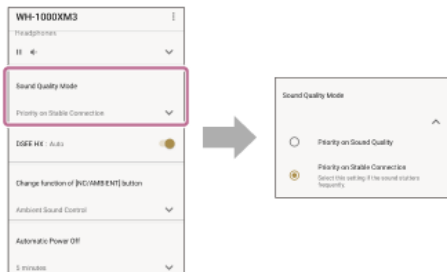 WH-1000XM3
Headphones
Sound Quality Mode
Priority on Stable Connection
DSEE HX : Auto
Change function of [NC/AMBIENT] button
Ambient Sound Control
Automatic Power Off
5 minutes
Sound Quality Mode
Priority on Sound Quality
Priority on Stable Connection
Select this setting if the sound stutters
frequently.